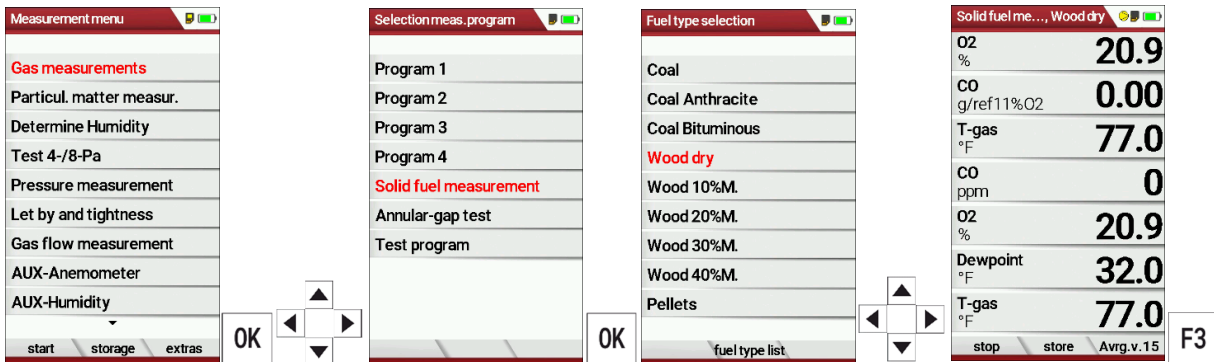 Measurement menu
Gas measurements
Particul. matter measur.
Determine Humidity
Test 4-/8-Pa
Pressure measurement
Let by and tightness
Gas flow measurement
AUX-Anemometer
AUX-Humidity
start storage extras
OK
Selection meas.program
Program 1
Program 2
Program 3
Program 4
Solid fuel measurement
Annular-gap test
Test program
OK
Fuel type selection
Coal
Coal Anthracite
Coal Bituminous
Wood dry
Wood 10%M.
Wood 20%M.
Wood 30%M.
Wood 40%M.
Pellets
fuel type list
Solid fuel me..., Wood dry
O2 20.9
%
CO 0.00
g/ref11%O2
T-gas 77.0
°F
CO 0
ppm
O2 20.9
%
Dewpoint 32.0
°F
T-gas 77.0
°F
stop store Avrg.v.15
F3